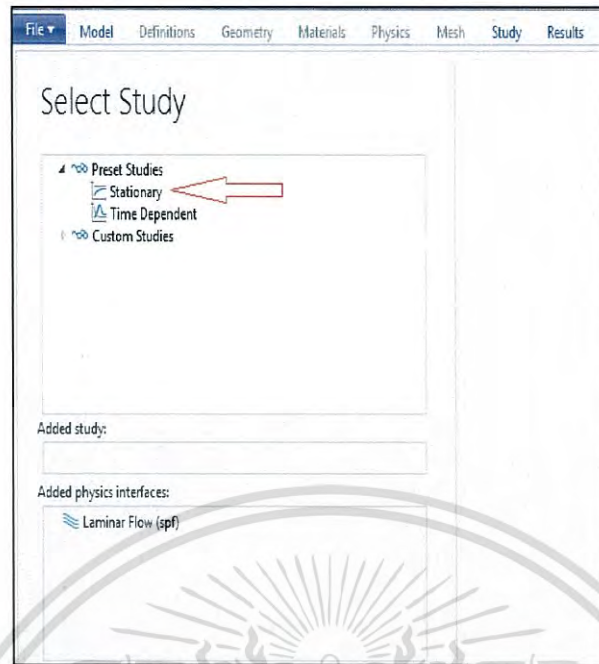 File▼ Model Definitions Geometry Materials Physics Mesh Study Results
Select Study
Preset Studies
Stationary
Time Dependent
Custom Studies
Added study:
Added physics interfaces:
Laminar Flow (spf)